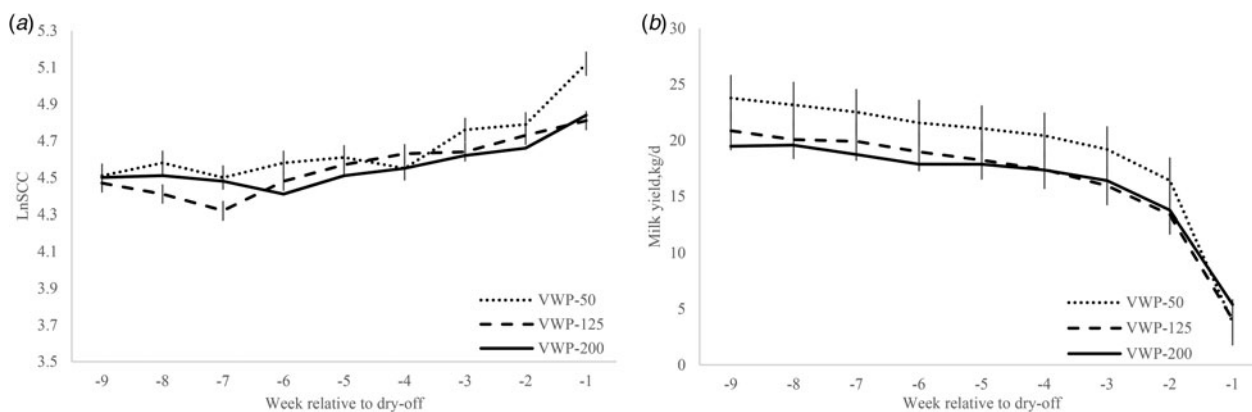 (a)
5.3
5.1
4.9
4.7
4.5
4.3
4.1
3.9
3.7
3.5
LnSCC
-9 -8 -7 -6 -5 -4 -3 -2 -1
Week relative to dry-off
VWP-50
VWP-125
VWP-200
(b)
30
25
20
15
10
5
0
Milk yield,kg/d
-9 -8 -7 -6 -5 -4 -3 -2 -1
Week relative to dry-off
VWP-50
VWP-125
VWP-200